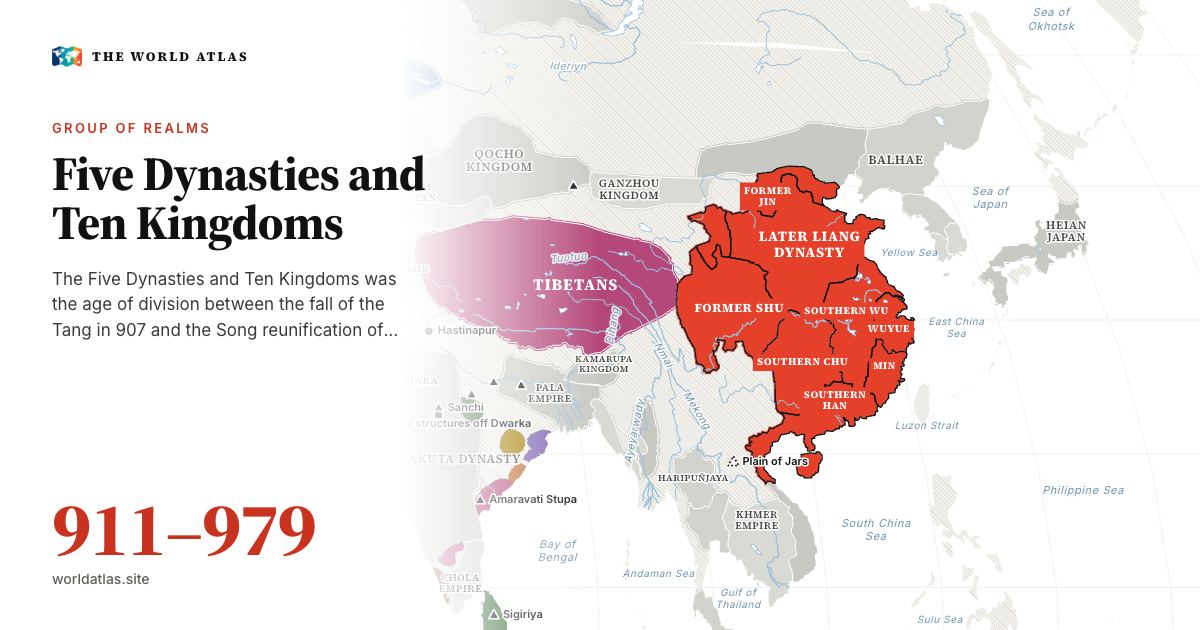 THE WORLD ATLAS
GROUP OF REALMS
Five Dynasties and
Ten Kingdoms
The Five Dynasties and Ten Kingdoms was
the age of division between the fall of the
Tang in 907 and the Song reunification of...
911–979
worldatlas.site
Sea of
Okhotsk
Ideriyn
QOCHO
KINGDOM
GANZHOU
KINGDOM
BALHAE
FORMER
JIN
Sea of
Japan
HEIAN
JAPAN
LATER LIANG
DYNASTY
Yellow Sea
Tuotuo
TIBETANS
FORMER SHU
SOUTHERN WU
WUYUE
East China
Sea
Hastinapur
Dihang
Nmai
KAMARUPA
KINGDOM
SOUTHERN CHU
MIN
PALA
EMPIRE
Mekong
SOUTHERN
HAN
Sanchi
structures off Dwarka
Ayeyarwady
Luzon Strait
AKUTA DYNASTY
Plain of Jars
HARIPUÑJAYA
Amaravati Stupa
Philippine Sea
KHMER
EMPIRE
South China
Sea
Bay of
Bengal
Andaman Sea
CHOLA
EMPIRE
Gulf of
Thailand
Sigiriya
Sulu Sea